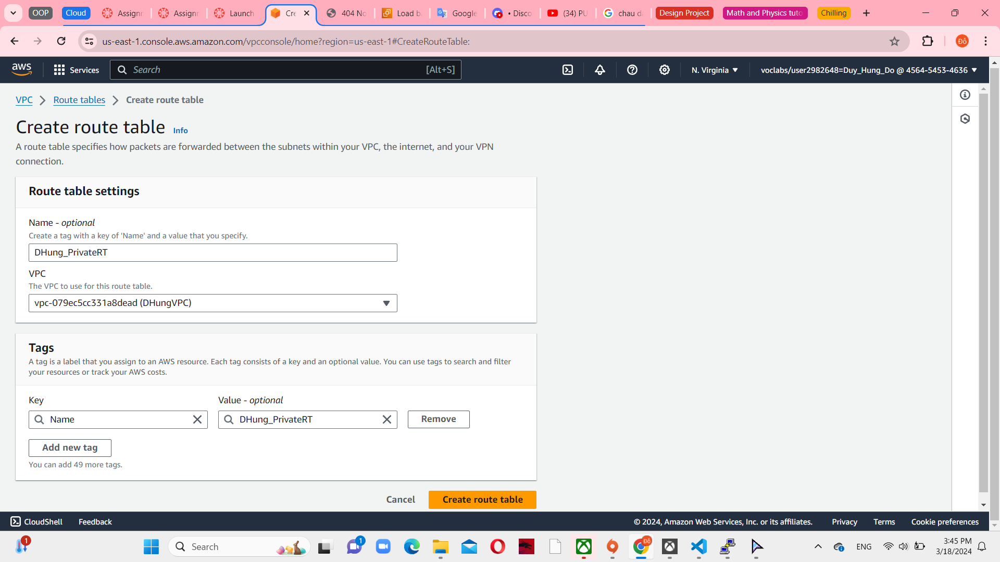 OOP
Cloud
Assignr
Assignr
Launch
Cre
404 No
Load b
Google
• Disco
(34) PU
chau d
Design Project
Math and Physics tuto
Chilling
us-east-1.console.aws.amazon.com/vpcconsole/home?region=us-east-1#CreateRouteTable:
Đỗ
aws
Services
Search
[Alt+S]
N. Virginia
voclabs/user2982648=Duy_Hung_Do @ 4564-5453-4636
VPC
Route tables
Create route table
Create route table
Info
A route table specifies how packets are forwarded between the subnets within your VPC, the internet, and your VPN
connection.
Route table settings
Name - optional
Create a tag with a key of 'Name' and a value that you specify.
DHung_PrivateRT
VPC
The VPC to use for this route table.
vpc-079ec5cc331a8dead (DHungVPC)
Tags
A tag is a label that you assign to an AWS resource. Each tag consists of a key and an optional value. You can use tags to search and filter
your resources or track your AWS costs.
Key
Value - optional
Name
DHung_PrivateRT
Remove
Add new tag
You can add 49 more tags.
Cancel
Create route table
CloudShell
Feedback
© 2024, Amazon Web Services, Inc. or its affiliates.
Privacy
Terms
Cookie preferences
1
Search
1
Đỗ
ENG
3:45 PM
3/18/2024